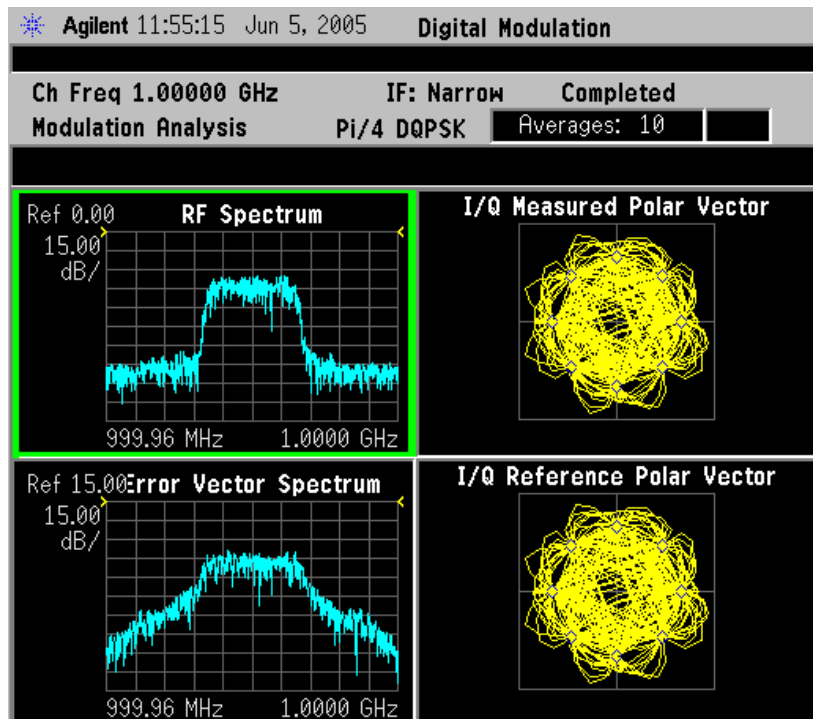 Agilent 11:55:15 Jun 5, 2005 Digital Modulation
Ch Freq 1.00000 GHz IF: Narrow Completed
Modulation Analysis Pi/4 DQPSK Averages: 10
Ref 0.00 RF Spectrum
15.00
dB/
999.96 MHz 1.0000 GHz
I/Q Measured Polar Vector
Ref 15.00 Error Vector Spectrum
15.00
dB/
999.96 MHz 1.0000 GHz
I/Q Reference Polar Vector